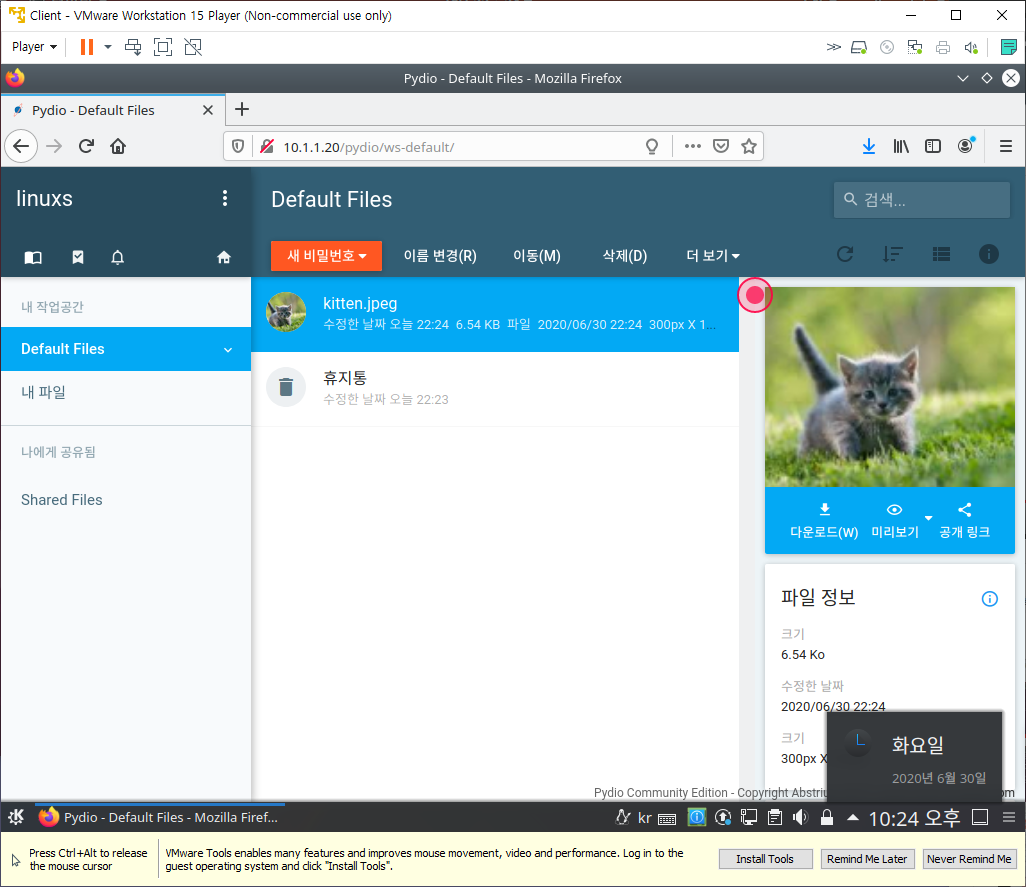 Client - VMware Workstation 15 Player (Non-commercial use only)
Player
Pydio - Default Files - Mozilla Firefox
Pydio - Default Files
10.1.1.20/pydio/ws-default/
linuxs
Default Files
검색...
새 비밀번호
이름 변경(R)
이동(M)
삭제(D)
더 보기
내 작업공간
Default Files
내 파일
나에게 공유됨
Shared Files
kitten.jpeg
수정한 날짜 오늘 22:24 6.54 KB 파일 2020/06/30 22:24 300px X 1...
휴지통
수정한 날짜 오늘 22:23
다운로드(W)
미리보기
공개 링크
파일 정보
크기
6.54 Ko
수정한 날짜
2020/06/30 22:24
크기
300px X
화요일
2020년 6월 30일
Pydio Community Edition - Copyright Abstriu
om
Pydio - Default Files - Mozilla Firef...
kr
10:24 오후
Press Ctrl+Alt to release
the mouse cursor
VMware Tools enables many features and improves mouse movement, video and performance. Log in to the
guest operating system and click "Install Tools".
Install Tools
Remind Me Later
Never Remind Me